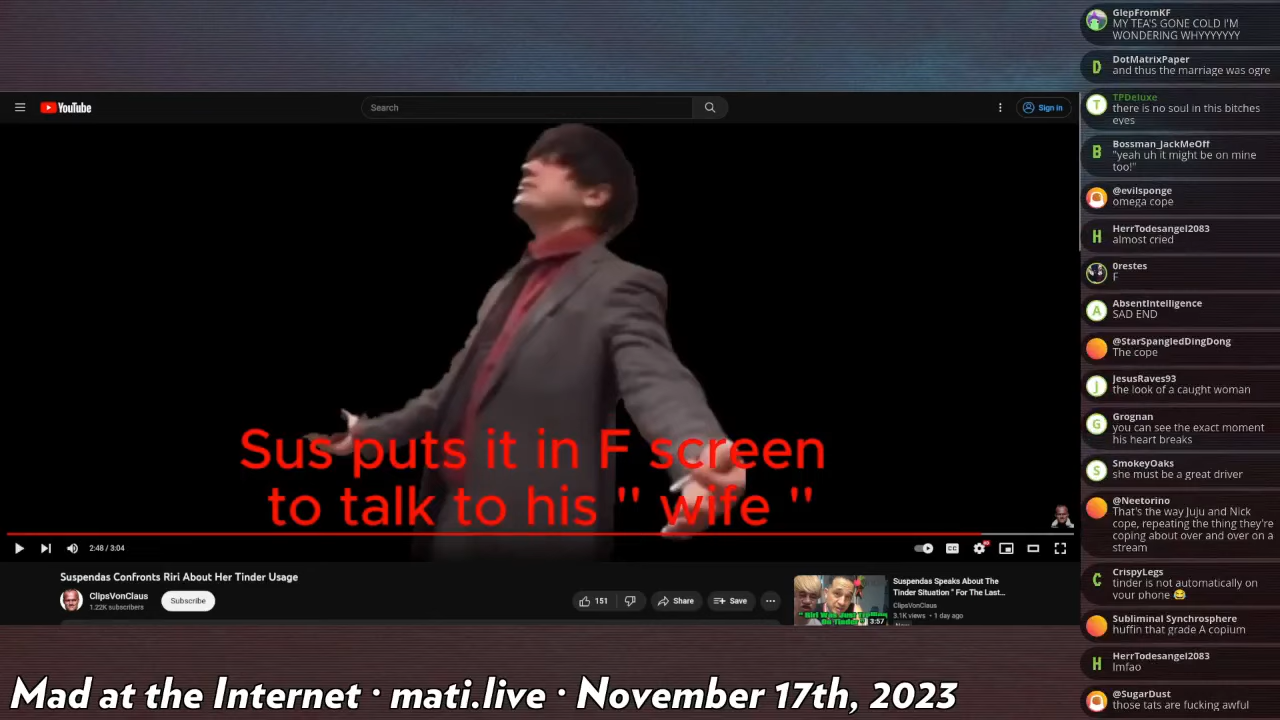 YouTube
Search
Sign in
Sus puts it in F screen
to talk to his " wife "
2:48 / 3:04
Suspendas Confronts Riri About Her Tinder Usage
ClipsVonClaus
1.22K subscribers
Subscribe
151
Share
Save
Suspendas Speaks About The
Tinder Situation " For The Last...
ClipsVonClaus
3.1K views • 1 day ago
New
3:57
Mad at the Internet · mati.live · November 17th, 2023
GlepFromKF
MY TEA'S GONE COLD I'M
WONDERING WHYYYYYYY
DotMatrixPaper
and thus the marriage was ogre
TPDeluxe
there is no soul in this bitches
eyes
Bossman_JackMeOff
"yeah uh it might be on mine
too!"
@evilsponge
omega cope
HerrTodesangel2083
almost cried
0restes
F
AbsentIntelligence
SAD END
@StarSpangledDingDong
The cope
JesusRaves93
the look of a caught woman
Grognan
you can see the exact moment
his heart breaks
SmokeyOaks
she must be a great driver
@Neetorino
That's the way Juju and Nick
cope, repeating the thing they're
coping about over and over on a
stream
CrispyLegs
tinder is not automatically on
your phone 😂
Subliminal Synchrosphere
huffin that grade A copium
HerrTodesangel2083
lmfao
@SugarDust
those tats are fucking awful